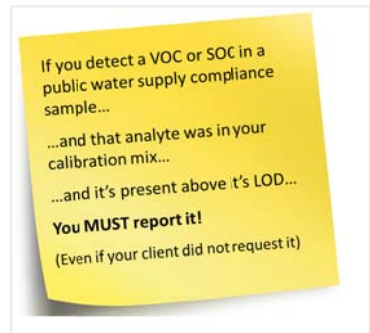 If you detect a VOC or SOC in a
public water supply compliance
sample...
...and that analyte was in your
calibration mix...
...and it's present above it's LOD...
You MUST report it!
(Even if your client did not request it)